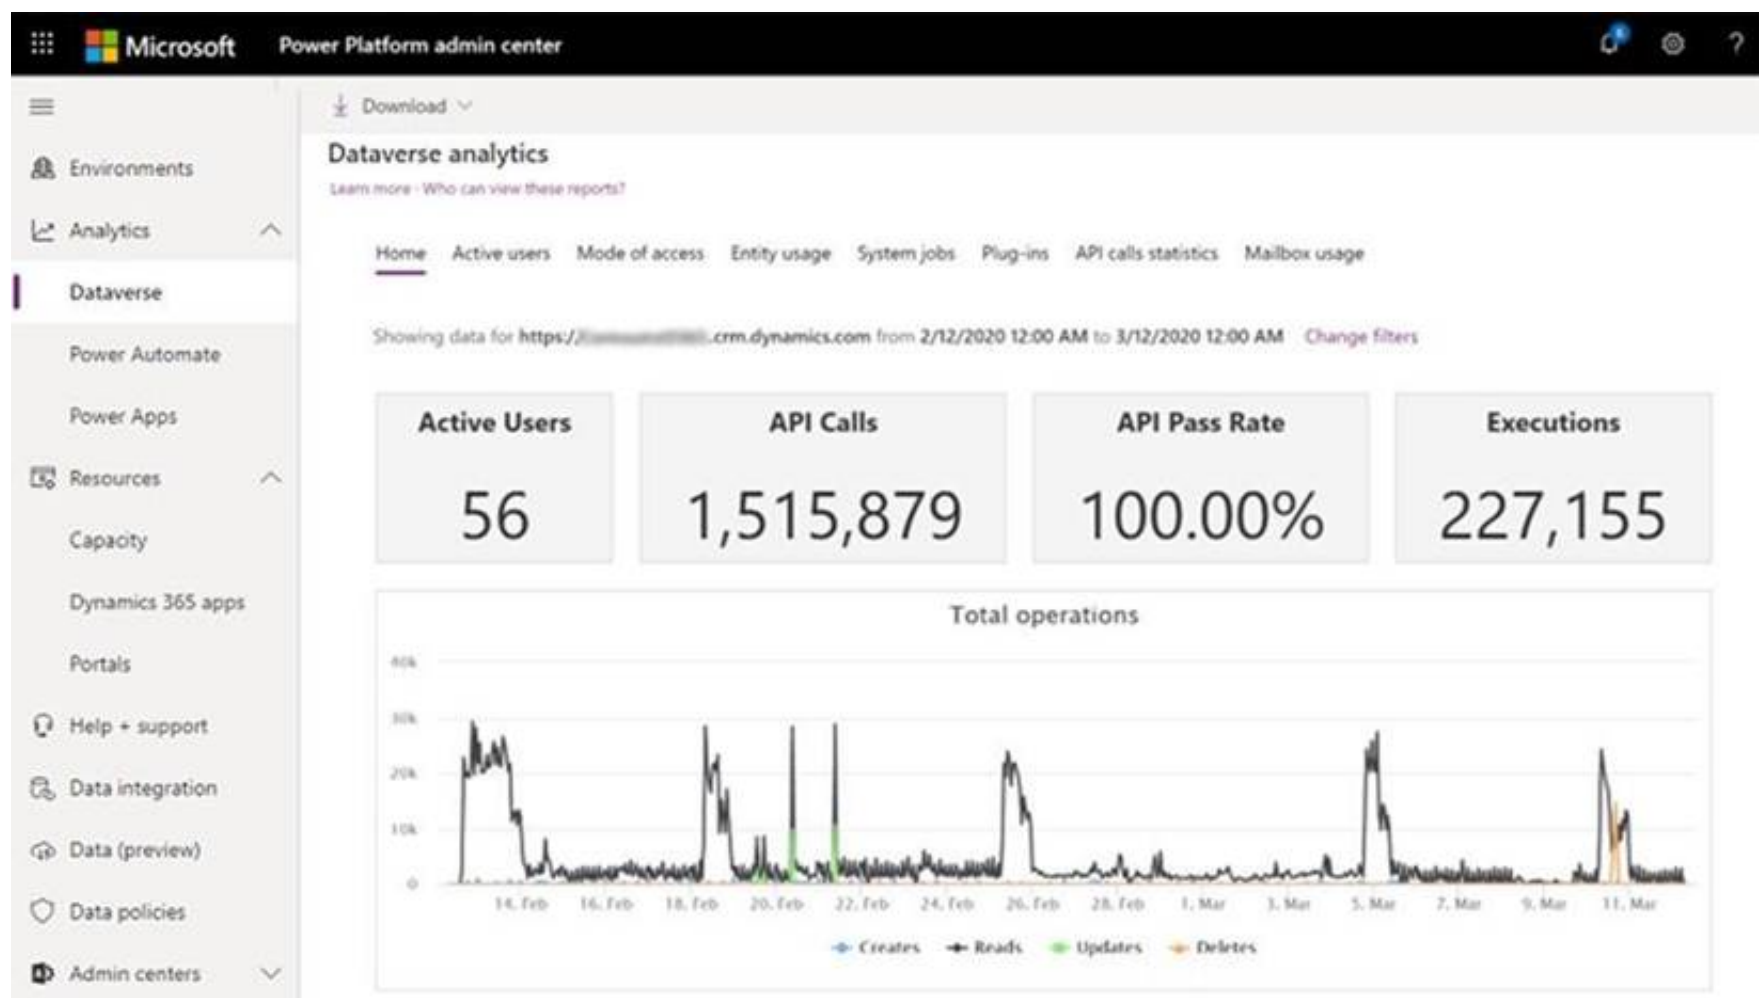 Microsoft Power Platform admin center ?
Download
Dataverse analytics
Learn more · Who can view these reports?
Environments
Analytics
Dataverse
Power Automate
Power Apps
Resources
Capacity
Dynamics 365 apps
Portals
Help + support
Data integration
Data (preview)
Data policies
Admin centers
Home Active users Mode of access Entity usage System jobs Plug-ins API calls statistics Mailbox usage
Showing data for https:/ .crm.dynamics.com from 2/12/2020 12:00 AM to 3/12/2020 12:00 AM Change filters
Active Users
56
API Calls
1,515,879
API Pass Rate
100.00%
Executions
227,155
Total operations
40k
30k
20k
10k
0
14. Feb 16. Feb 18. Feb 20. Feb 22. Feb 24. Feb 26. Feb 28. Feb 1. Mar 3. Mar 5. Mar 7. Mar 9. Mar 11. Mar
Creates Reads Updates Deletes